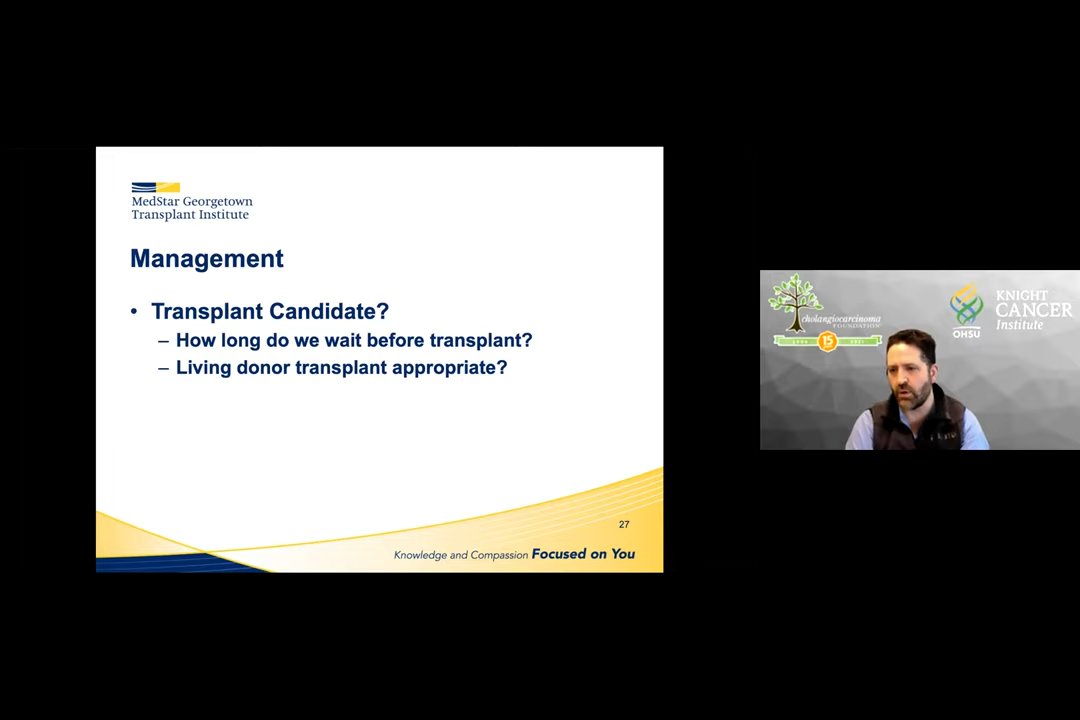 MedStar Georgetown
Transplant Institute
Management
• Transplant Candidate?
– How long do we wait before transplant?
– Living donor transplant appropriate?
27
Knowledge and Compassion Focused on You
cholangiocarcinoma
FOUNDATION
15
KNIGHT
CANCER
Institute
OHSU